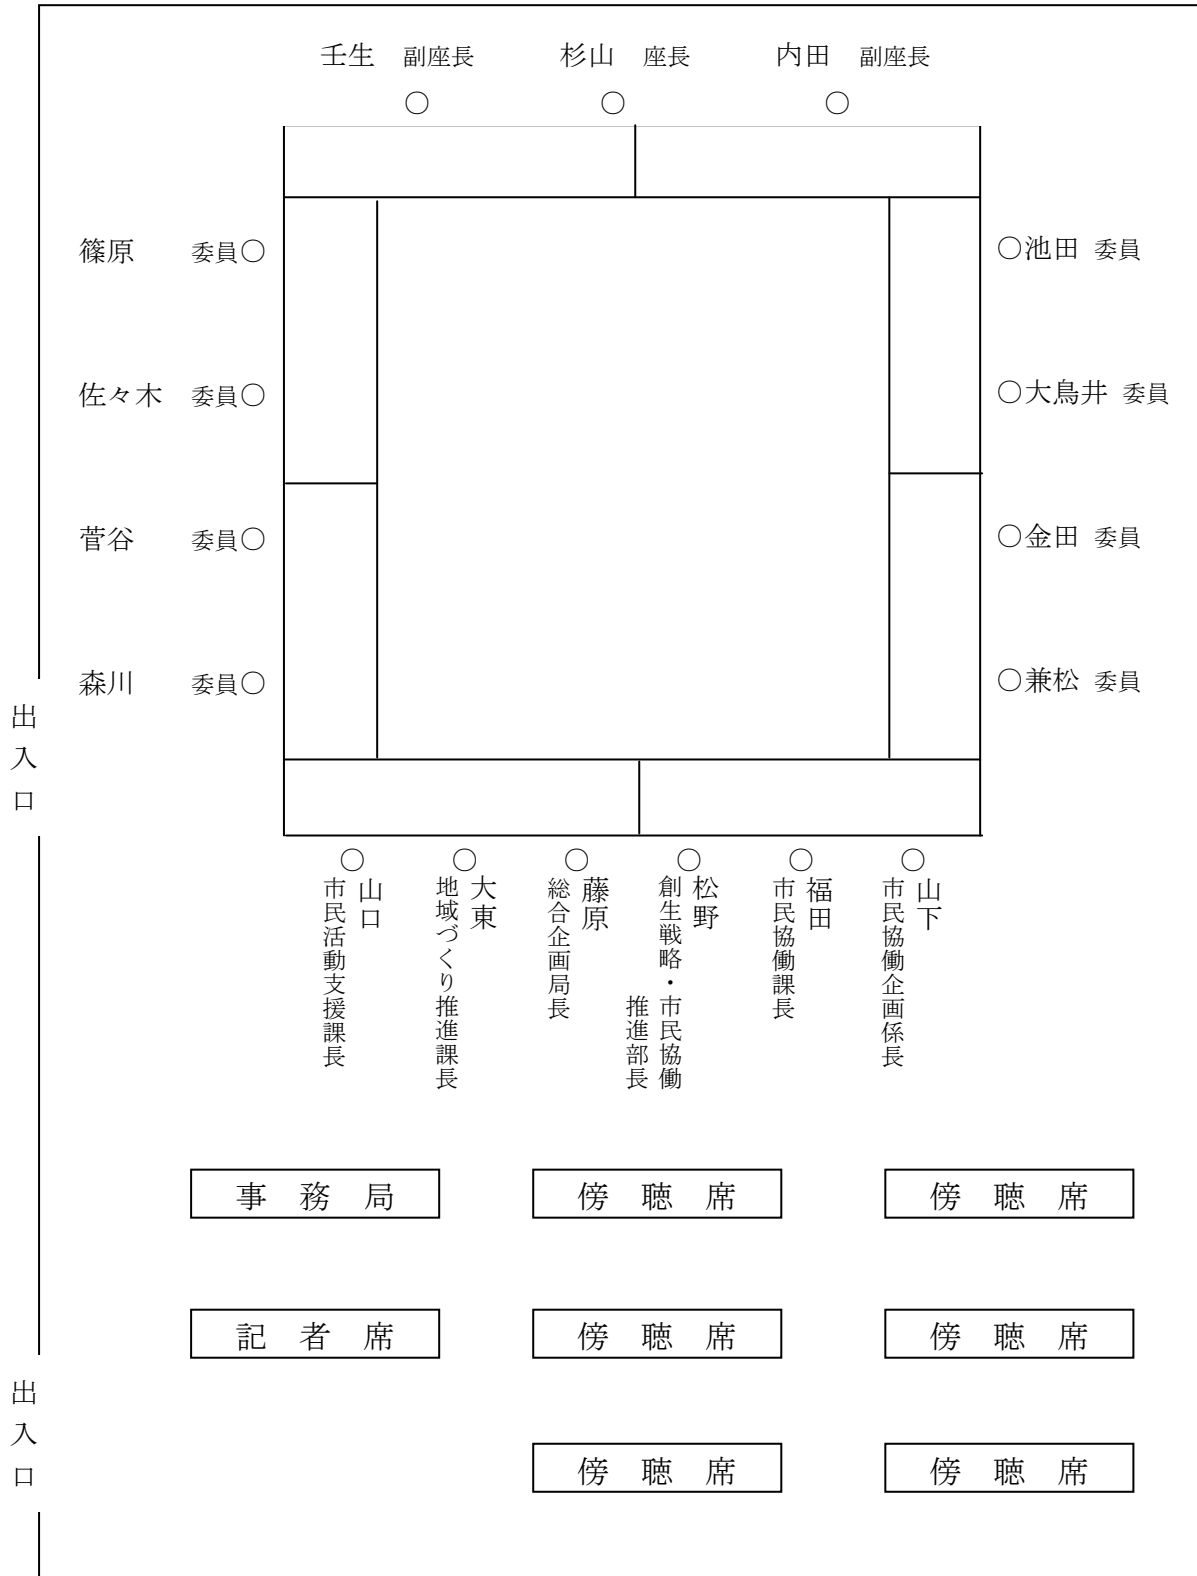 壬生　副座長　杉山　座長　内田　副座長
○　○　○
篠原　委員○
○池田　委員
佐々木　委員○
○大鳥井　委員
菅谷　委員○
○金田　委員
森川　委員○
○兼松　委員
出入口
○　○　○　○　○　○
山口
市民活動支援課長
大東
地域づくり推進課長
藤原
総合企画局長
松野
創生戦略・市民協働
推進部長
福田
市民協働課長
山下
市民協働企画係長
事務局　傍聴席　傍聴席
記者席　傍聴席　傍聴席
出入口
傍聴席　傍聴席